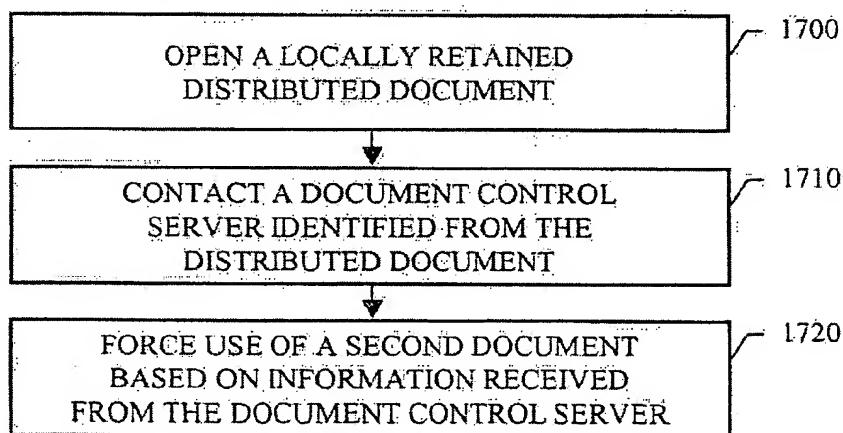 1700
OPEN A LOCALLY RETAINED
DISTRIBUTED DOCUMENT
1710
CONTACT A DOCUMENT CONTROL
SERVER IDENTIFIED FROM THE
DISTRIBUTED DOCUMENT
1720
FORCE USE OF A SECOND DOCUMENT
BASED ON INFORMATION RECEIVED
FROM THE DOCUMENT CONTROL SERVER